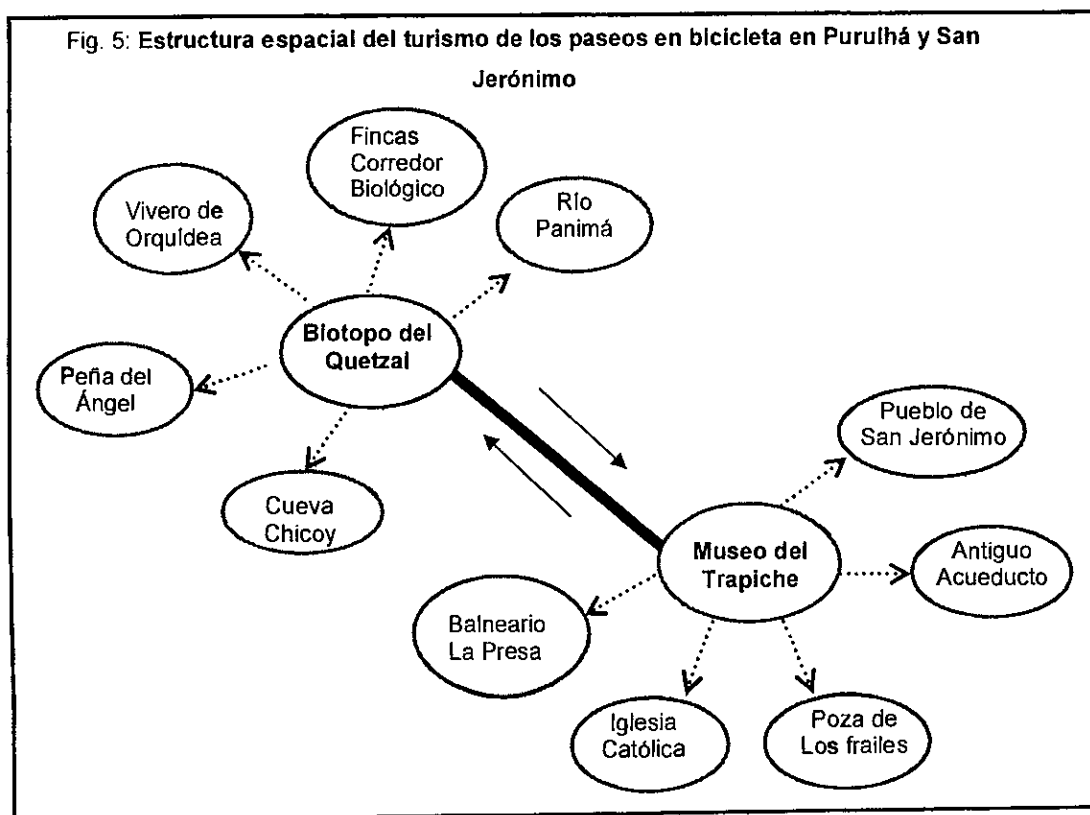 Fig. 5: Estructura espacial del turismo de los paseos en bicicleta en Purulhá y San
Jerónimo
Fincas
Corredor
Biológico
Vivero de
Orquídea
Río
Panimá
Biotopo del
Quetzal
Peña del
Ángel
Cueva
Chicoy
Pueblo de
San Jerónimo
Museo del
Trapiche
Antiguo
Acueducto
Balneario
La Presa
Iglesia
Católica
Poza de
Los frailes